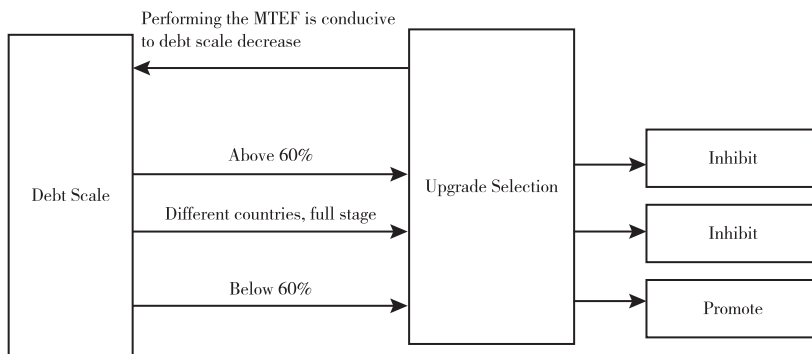 Performing the MTEF is conducive
to debt scale decrease
Debt Scale
Above 60%
Different countries, full stage
Below 60%
Upgrade Selection
Inhibit
Inhibit
Promote